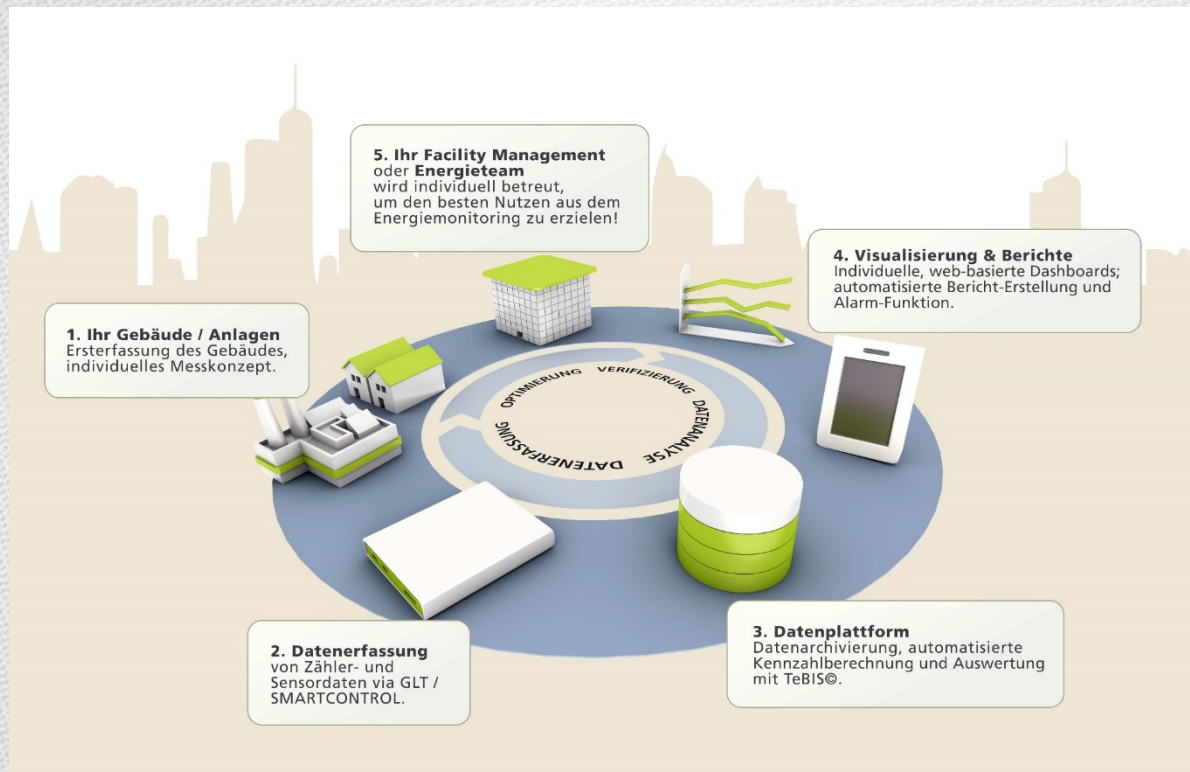 5. Ihr Facility Management
oder Energieteam
wird individuell betreut,
um den besten Nutzen aus dem
Energiemonitoring zu erzielen!
4. Visualisierung & Berichte
Individuelle, web-basierte Dashboards;
automatisierte Bericht-Erstellung und
Alarm-Funktion.
1. Ihr Gebäude / Anlagen
Ersterfassung des Gebäudes,
individuelles Messkonzept.
OPTIMIERUNG VERIFIZIERUNG DATENANALYSE DATENERFASSUNG
2. Datenerfassung
von Zähler- und
Sensordaten via GLT /
SMARTCONTROL.
3. Datenplattform
Datenarchivierung, automatisierte
Kennzahlberechnung und Auswertung
mit TeBIS©.